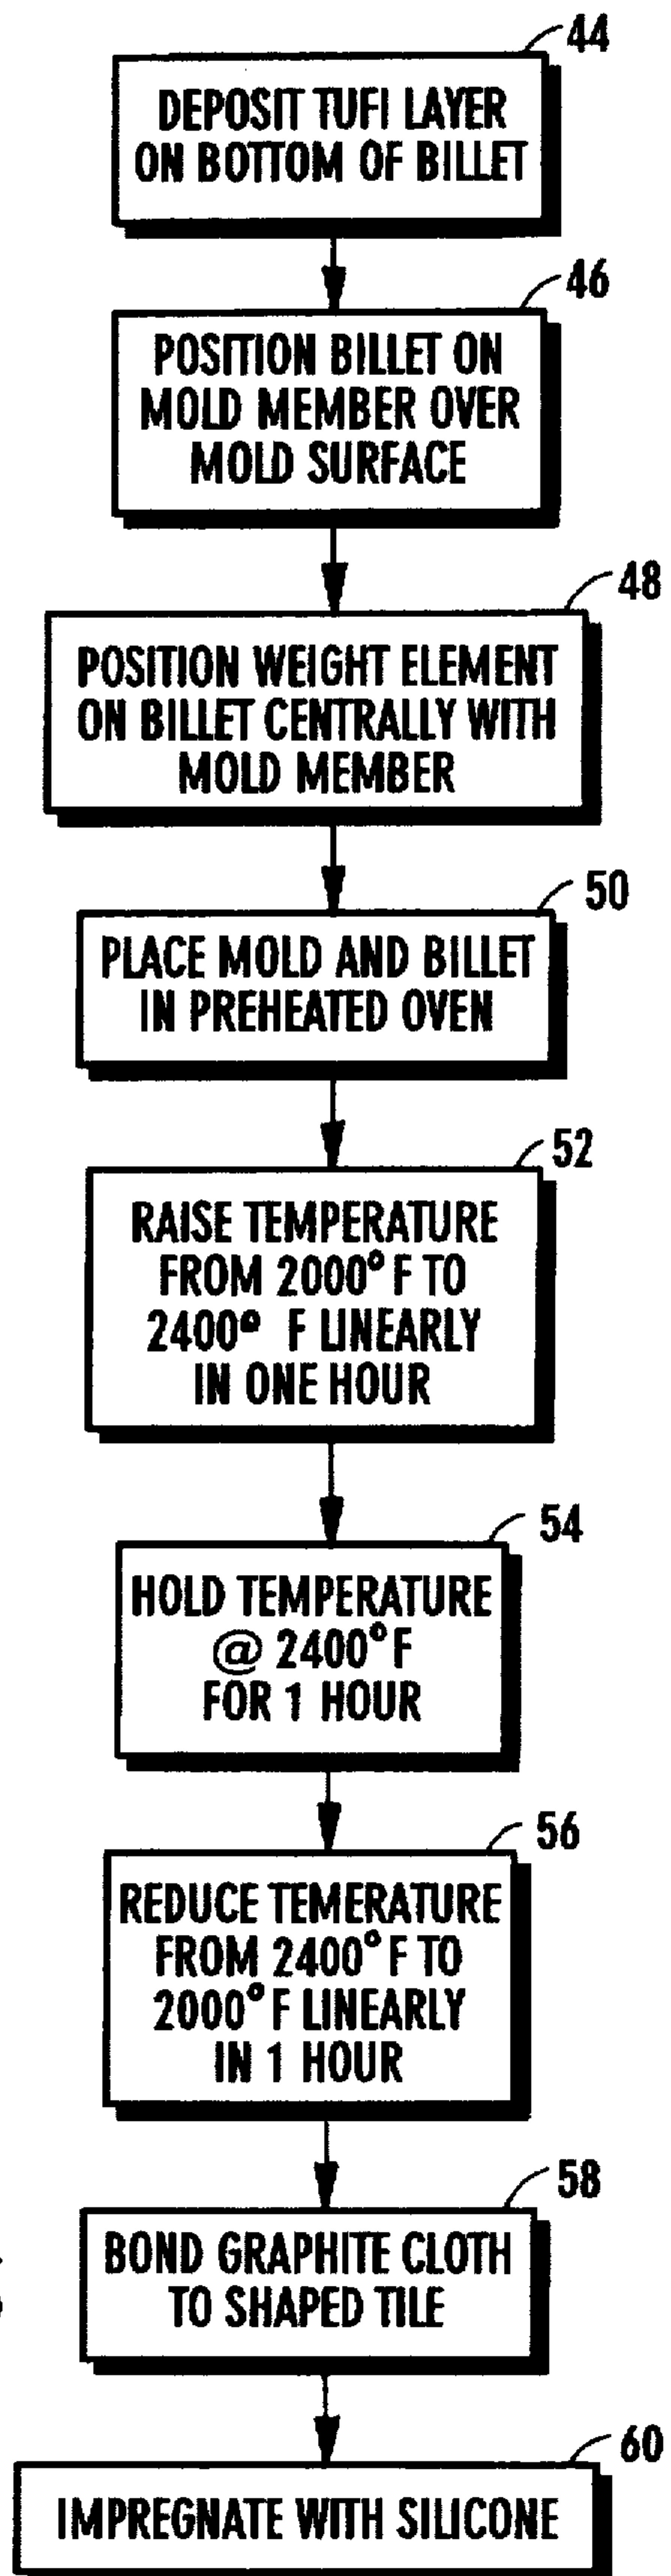 44
DEPOSIT TUFI LAYER
ON BOTTOM OF BILLET
46
POSITION BILLET ON
MOLD MEMBER OVER
MOLD SURFACE
48
POSITION WEIGHT ELEMENT
ON BILLET CENTRALLY WITH
MOLD MEMBER
50
PLACE MOLD AND BILLET
IN PREHEATED OVEN
52
RAISE TEMPERATURE
FROM 2000° F TO
2400° F LINEARLY
IN ONE HOUR
54
HOLD TEMPERATURE
@ 2400° F
FOR 1 HOUR
56
REDUCE TEMERATURE
FROM 2400° F TO
2000° F LINEARLY
IN 1 HOUR
58
BOND GRAPHITE CLOTH
TO SHAPED TILE
60
IMPREGNATE WITH SILICONE